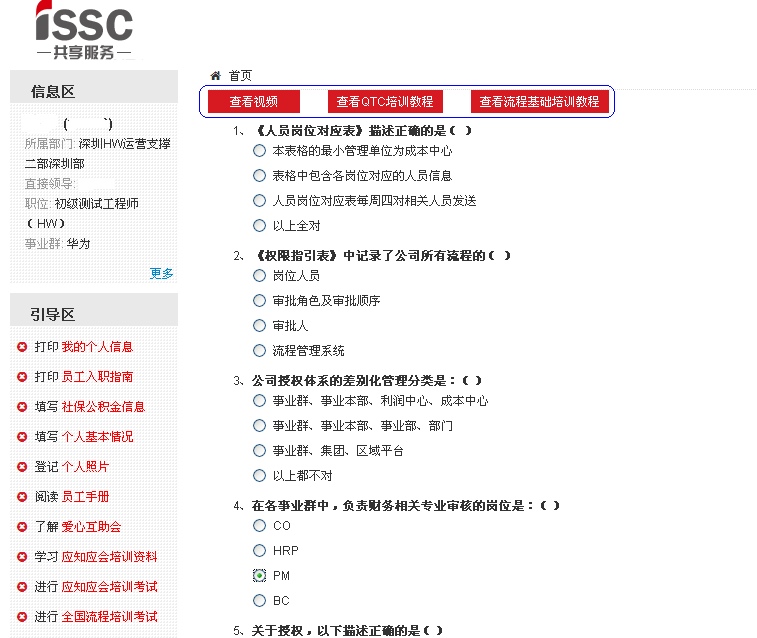 iSSC
共享服务
首页
信息区
( )
所属部门: 深圳HW运营支撑
二部深圳部
直接领导:
职位: 初级测试工程师
(HW)
事业群: 华为
更多
引导区
打印 我的个人信息
打印 员工入职指南
填写 社保公积金信息
填写 个人基本情况
登记 个人照片
阅读 员工手册
了解 爱心互助会
学习 应知应会培训资料
进行 应知应会培训考试
进行 全国流程培训考试
查看视频 查看QTC培训教程 查看流程基础培训教程
1、《人员岗位对应表》描述正确的是( )
本表格的最小管理单位为成本中心
表格中包含各岗位对应的人员信息
人员岗位对应表每周四对相关人员发送
以上全对
2、《权限指引表》中记录了公司所有流程的( )
岗位人员
审批角色及审批顺序
审批人
流程管理系统
3、公司授权体系的差别化管理分类是:( )
事业群、事业本部、利润中心、成本中心
事业群、事业本部、事业部、部门
事业群、集团、区域平台
以上都不对
4、在各事业群中，负责财务相关专业审核的岗位是:( )
CO
HRP
PM
BC
5、关于授权，以下描述正确的是( )